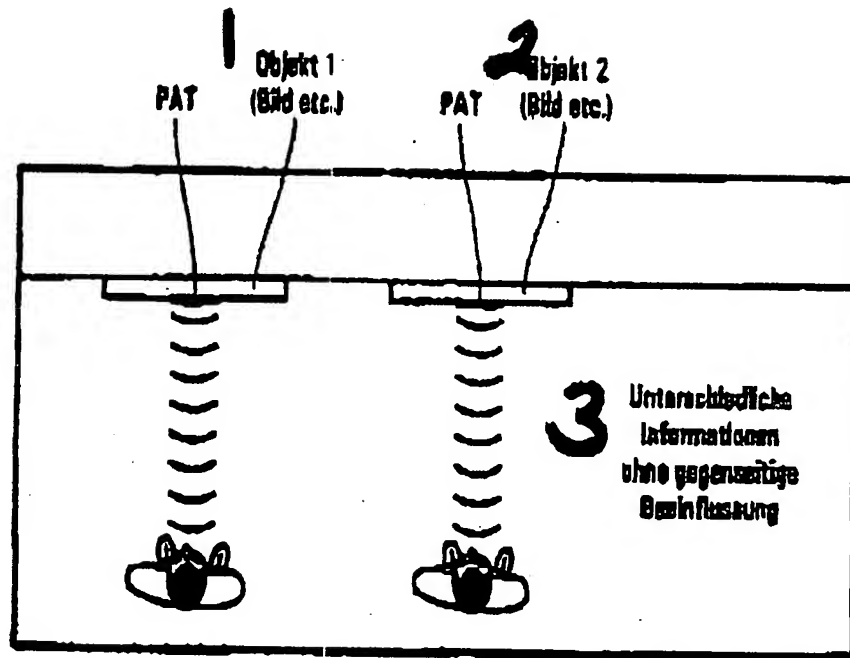 1
Objekt 1
PAT
(Bild etc.)
2
Objekt 2
PAT
(Bild etc.)
3
Unterschiedliche
Informationen
ohne gegenseitige
Beeinflussung